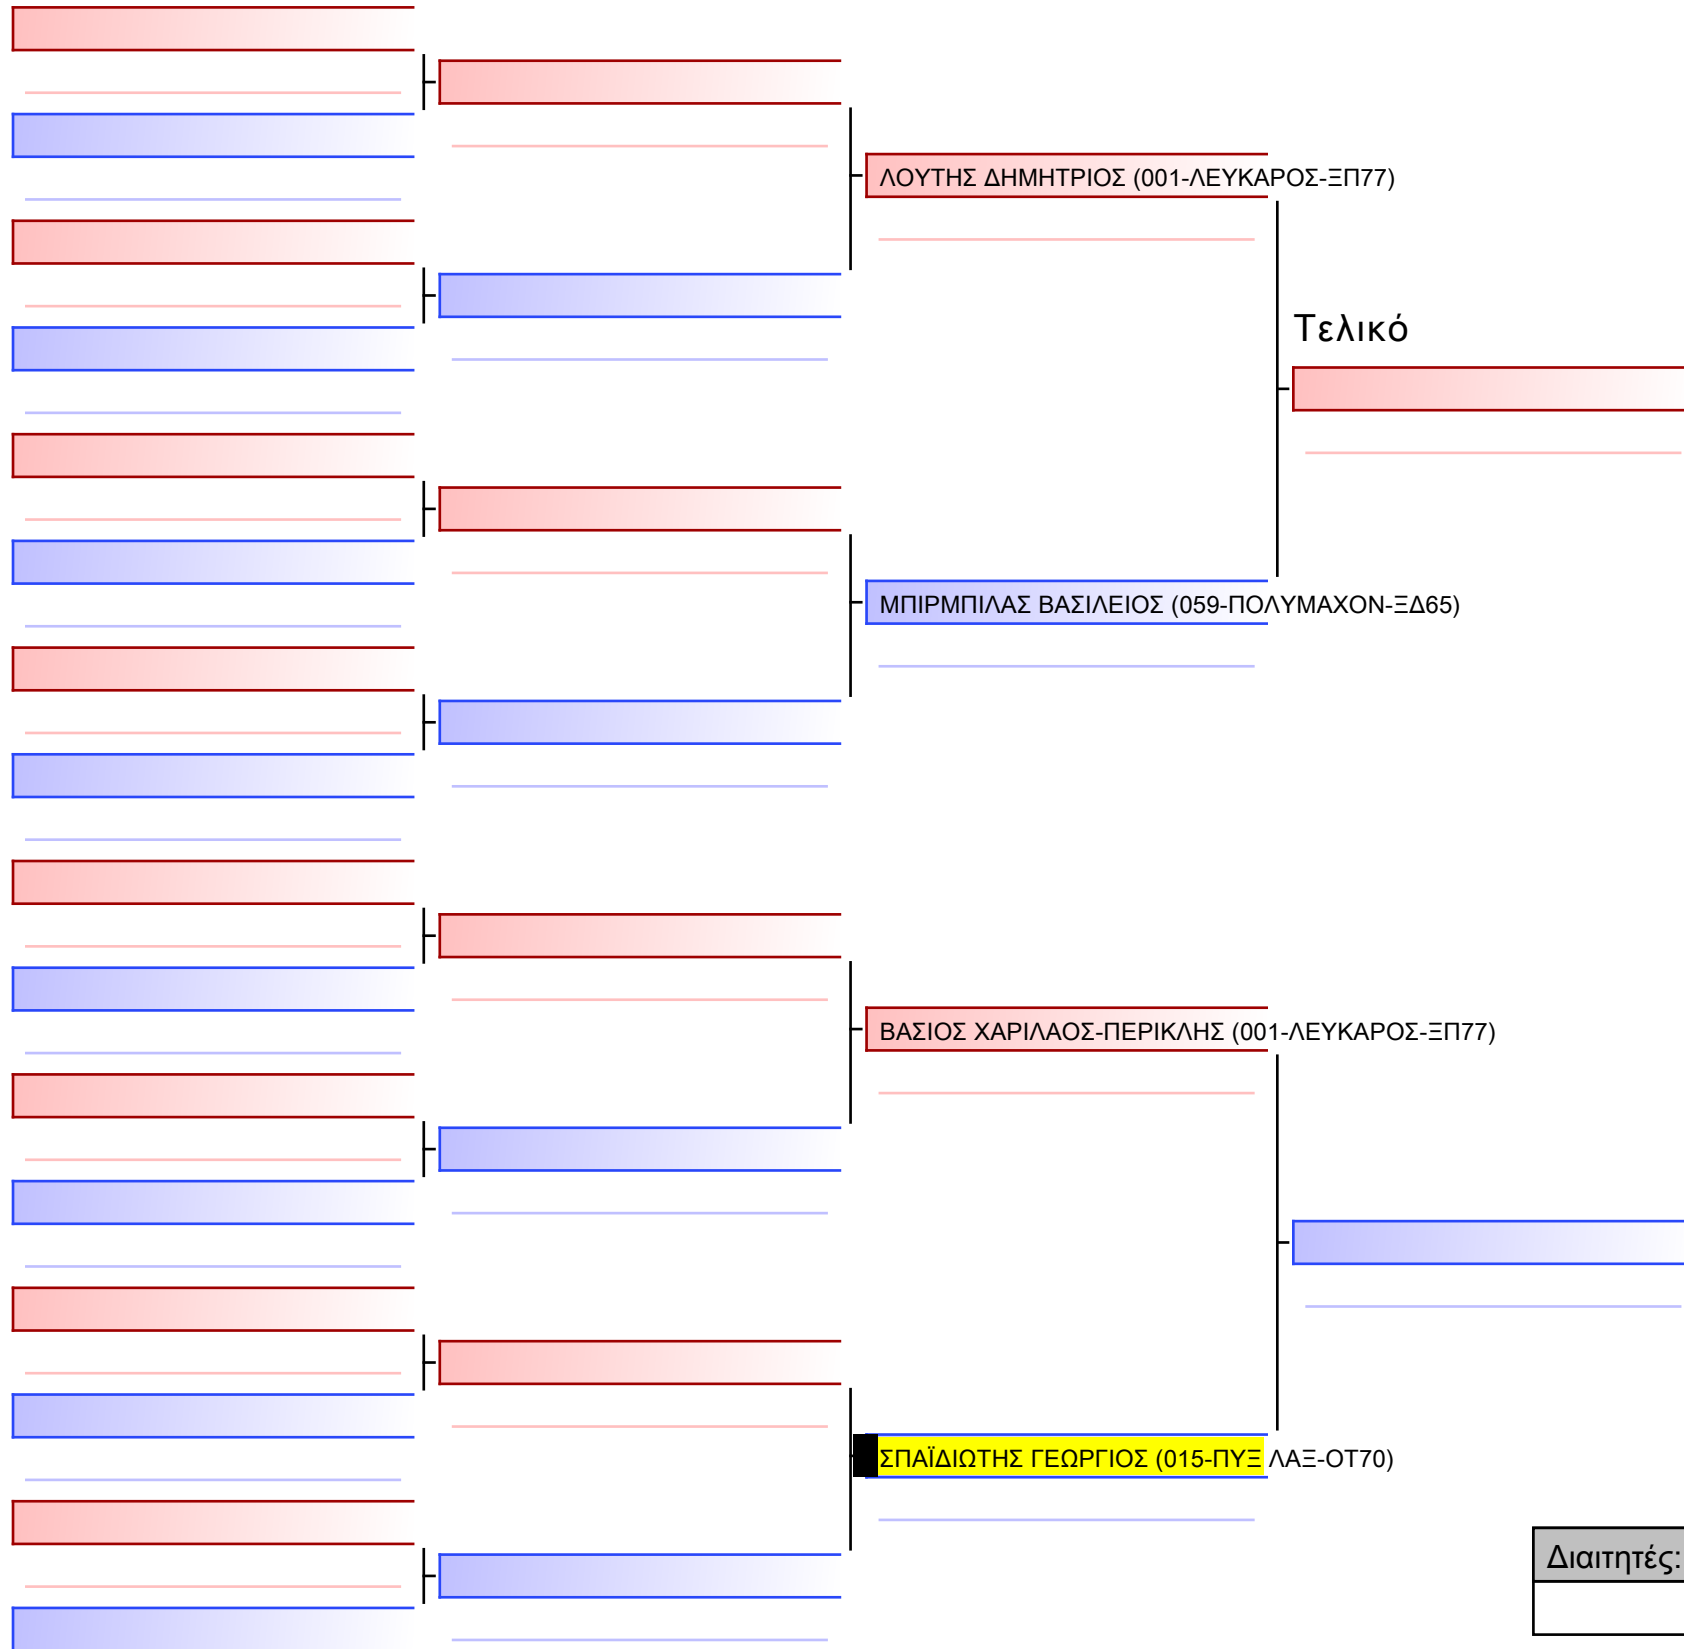 ΛΟΥΤΗΣ ΔΗΜΗΤΡΙΟΣ (001-ΛΕΥΚΑΡΟΣ-ΞΠ77)
Τελικό
ΜΠΙΡΜΠΙΛΑΣ ΒΑΣΙΛΕΙΟΣ (059-ΠΟΛΥΜΑΧΟΝ-ΞΔ65)
ΒΑΣΙΟΣ ΧΑΡΙΛΑΟΣ-ΠΕΡΙΚΛΗΣ (001-ΛΕΥΚΑΡΟΣ-ΞΠ77)
ΣΠΑΪΔΙΩΤΗΣ ΓΕΩΡΓΙΟΣ (015-ΠΥΞ ΛΑΞ-ΟΤ70)
Διαιτητές: